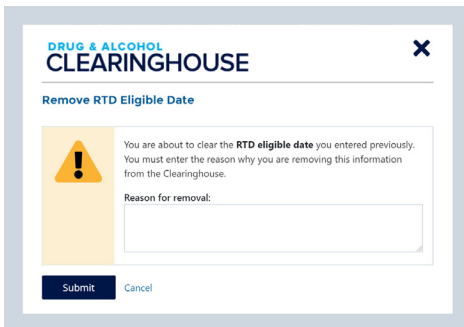 DRUG & ALCOHOL
CLEARINGHOUSE
Remove RTD Eligible Date
You are about to clear the RTD eligible date you entered previously.
You must enter the reason why you are removing this information
from the Clearinghouse.
Reason for removal:
Submit
Cancel